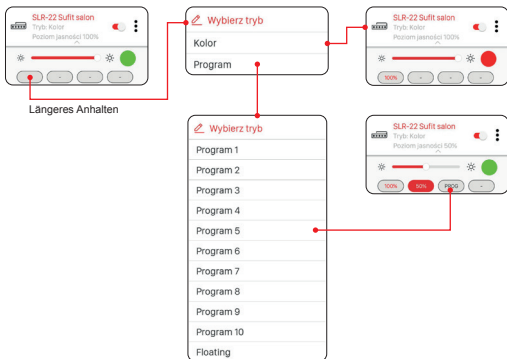 SLR-22 Sufit salon
Tryb: Kolor
Poziom jasności 100%
- - - -
Längeres Anhalten
Wybierz tryb
Kolor
Program
SLR-22 Sufit salon
Tryb: Kolor
Poziom jasności 100%
100% - - -
Wybierz tryb
Program 1
Program 2
Program 3
Program 4
Program 5
Program 6
Program 7
Program 8
Program 9
Program 10
Floating
SLR-22 Sufit salon
Tryb: Kolor
Poziom jasności 50%
100% 50% PROG -